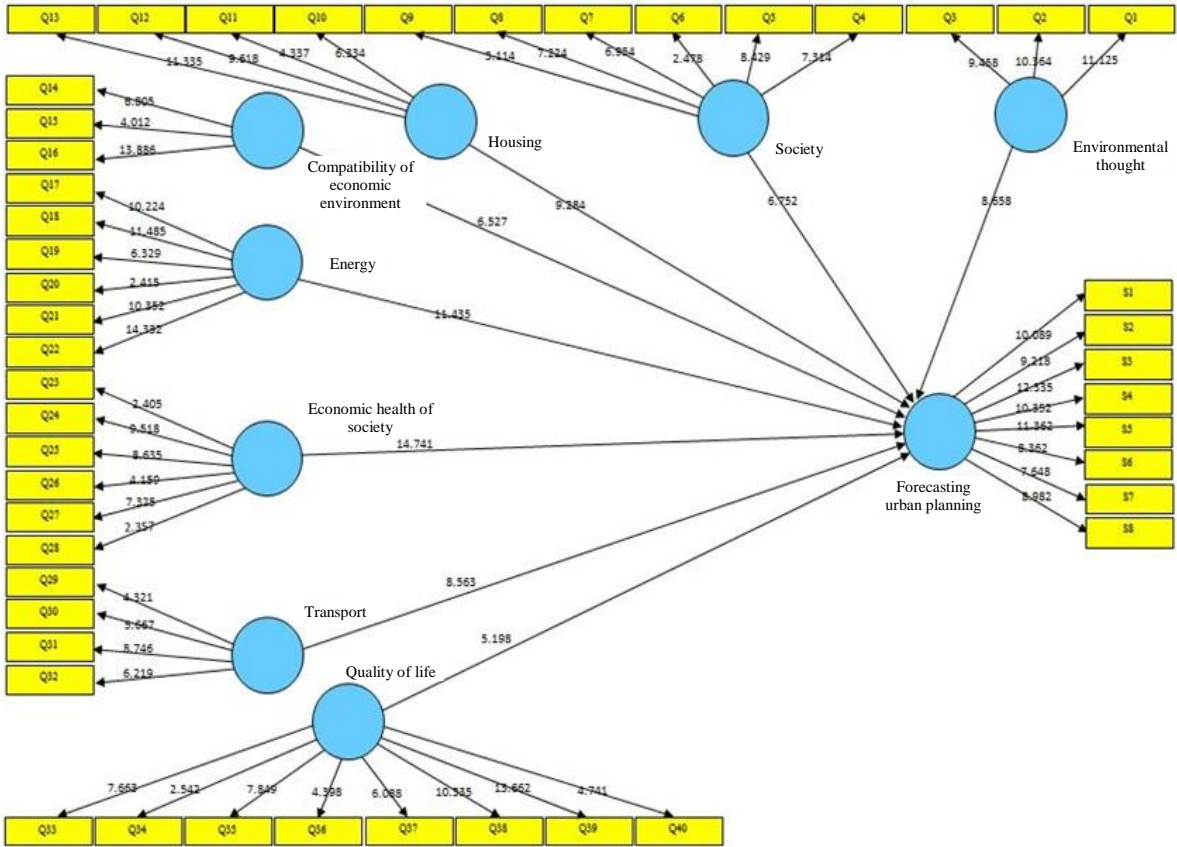 Q13 Q12 Q11 Q10 Q9 Q8 Q7 Q6 Q5 Q4 Q3 Q2 Q1
11.335 9.618 4.337 6.334 7.224 6.954 2.478 8.429 7.314 9.458 10.364 11.125
Q14
Q15
Q16
4.012
13.886
Housing
Society
Environmental
thought
Compatibility of
economic
environment
9.284
6.752
8.658
6.527
Q17
Q18
Q19
Q20
Q21
Q22
10.224
11.485
6.329
2.415
10.352
14.332
Energy
11.435
S1
S2
S3
S4
S5
S6
S7
S8
10.089
9.218
12.335
10.352
11.362
7.648
8.982
Forecasting
urban planning
Q23
Q24
Q25
Q26
Q27
Q28
9.518
8.635
4.159
7.325
2.357
Economic health of
society
14.741
Q29
Q30
Q31
Q32
4.321
8.746
6.219
Transport
8.563
Quality of life
5.198
7.663 2.542 7.849 4.398 6.088 10.335 4.741
Q33 Q34 Q35 Q36 Q37 Q38 Q39 Q40